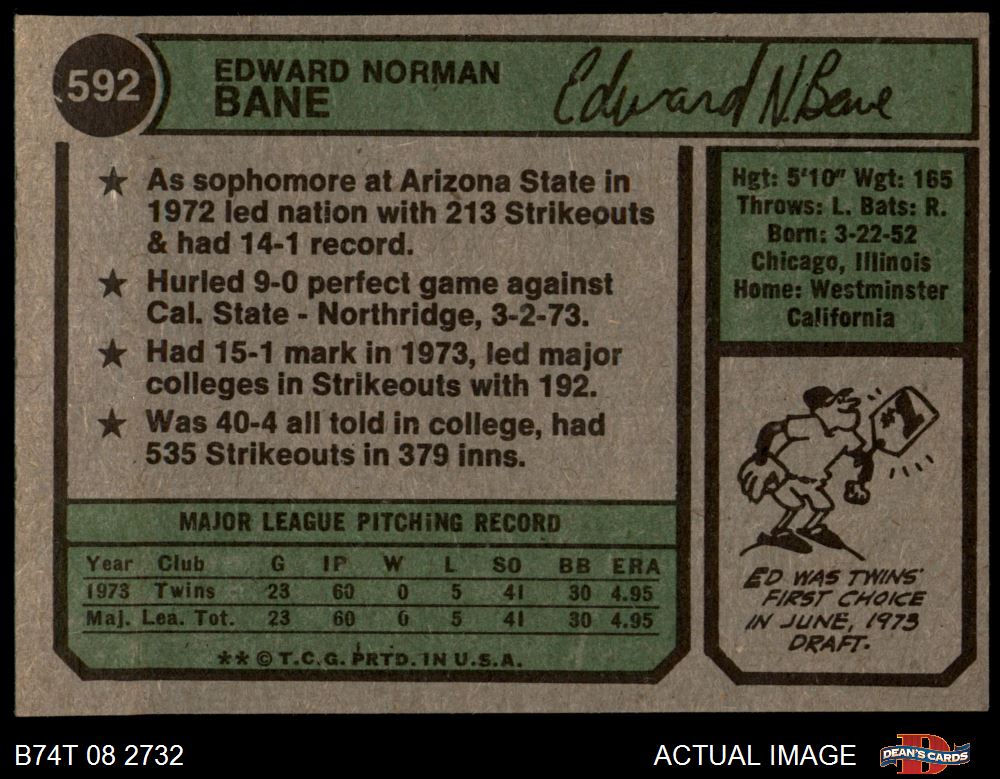 592
EDWARD NORMAN
BANE
Edward N. Bane
★ As sophomore at Arizona State in
1972 led nation with 213 Strikeouts
& had 14-1 record.
★ Hurled 9-0 perfect game against
Cal. State - Northridge, 3-2-73.
★ Had 15-1 mark in 1973, led major
colleges in Strikeouts with 192.
★ Was 40-4 all told in college, had
535 Strikeouts in 379 inns.
Hgt: 5'10" Wgt: 165
Throws: L. Bats: R.
Born: 3-22-52
Chicago, Illinois
Home: Westminster
California
#1
ED WAS TWINS'
FIRST CHOICE
IN JUNE, 1973
DRAFT.
MAJOR LEAGUE PITCHING RECORD
Year Club G IP W L SO BB ERA
1973 Twins 23 60 0 5 41 30 4.95
Maj. Lea. Tot. 23 60 0 5 41 30 4.95
** © T.C.G. PRTD. IN U.S.A.
B74T 08 2732
ACTUAL IMAGE
DEAN'S CARDS